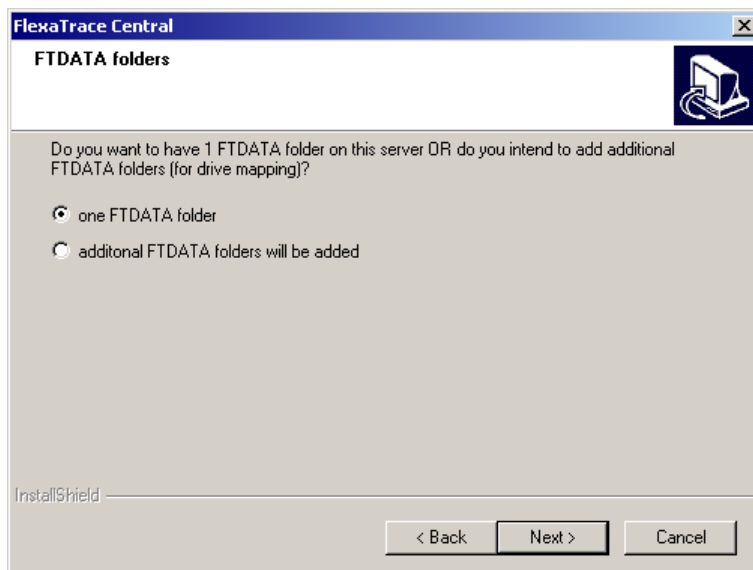 FlexaTrace Central
FTDATA folders
Do you want to have 1 FTDATA folder on this server OR do you intend to add additional
FTDATA folders (for drive mapping)?
one FTDATA folder
additonal FTDATA folders will be added
InstallShield
< Back
Next >
Cancel